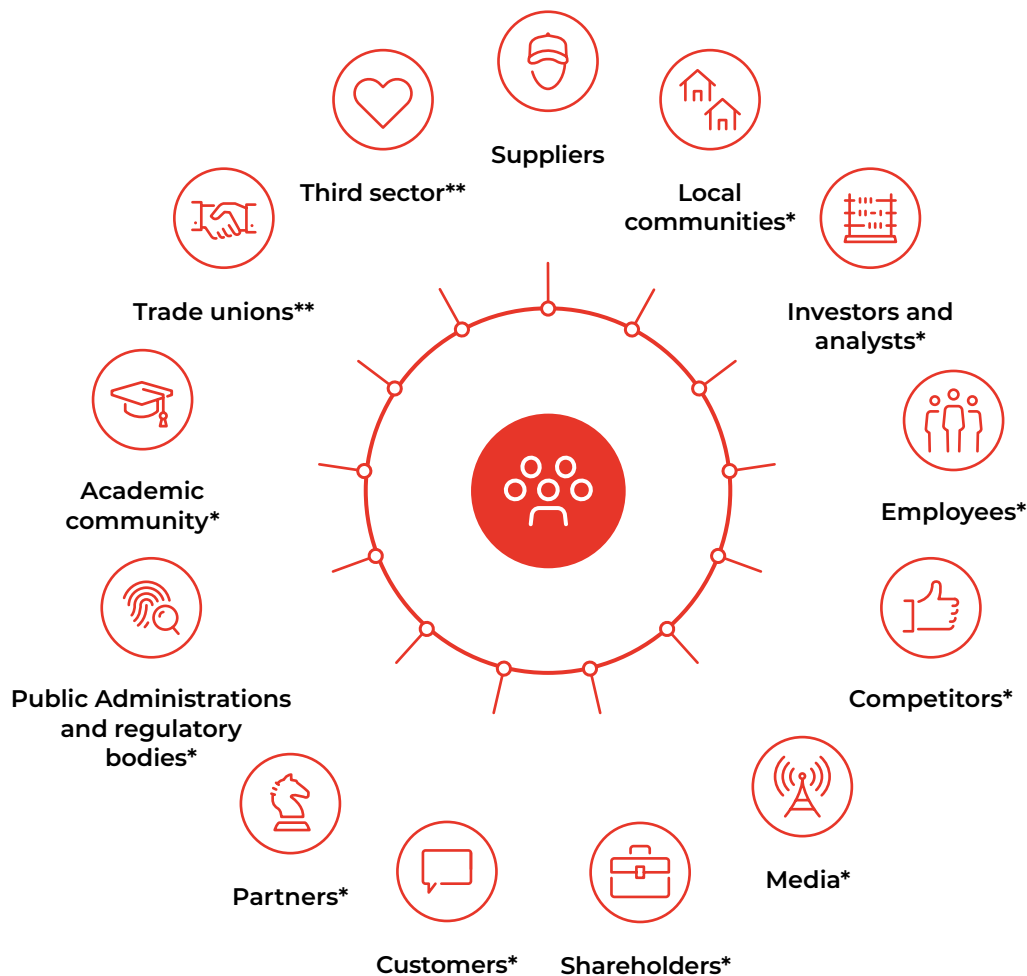 Suppliers
Local
communities*
Investors and
analysts*
Employees*
Competitors*
Media*
Shareholders*
Customers*
Partners*
Public Administrations
and regulatory
bodies*
Academic
community*
Trade unions**
Third sector**